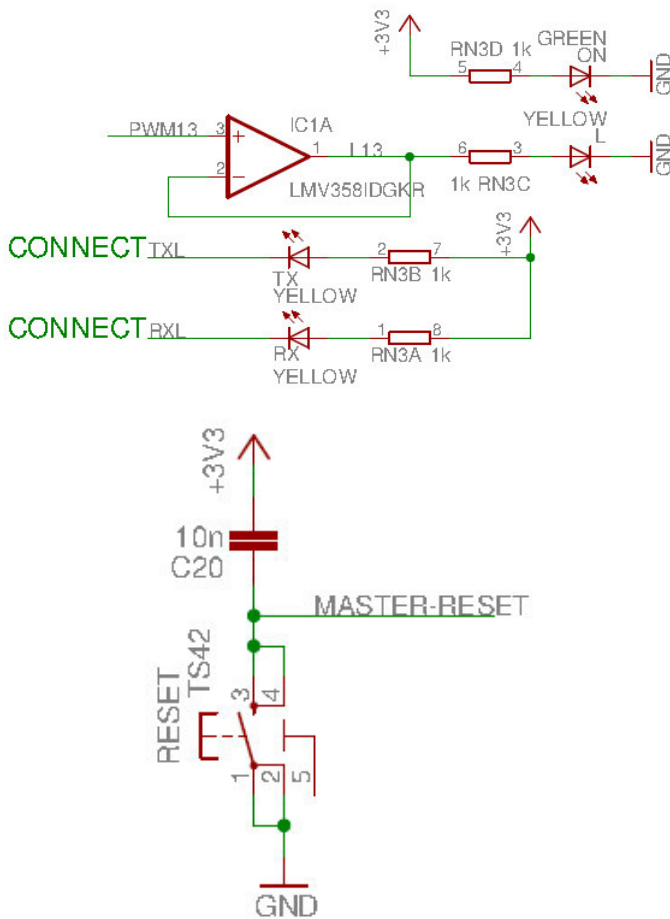 +3V3
RN3D 1k
GREEN
ON
5
4
GND
PWM13
3
+
IC1A
1
L13
2
−
LMV358IDGKR
YELLOW
L
6
3
1k RN3C
GND
CONNECT TXL
TX
YELLOW
2
7
RN3B 1k
+3V3
CONNECT RXL
RX
YELLOW
1
8
RN3A 1k
+3V3
10n
C20
MASTER-RESET
RESET
TS42
3
4
1
2
5
GND